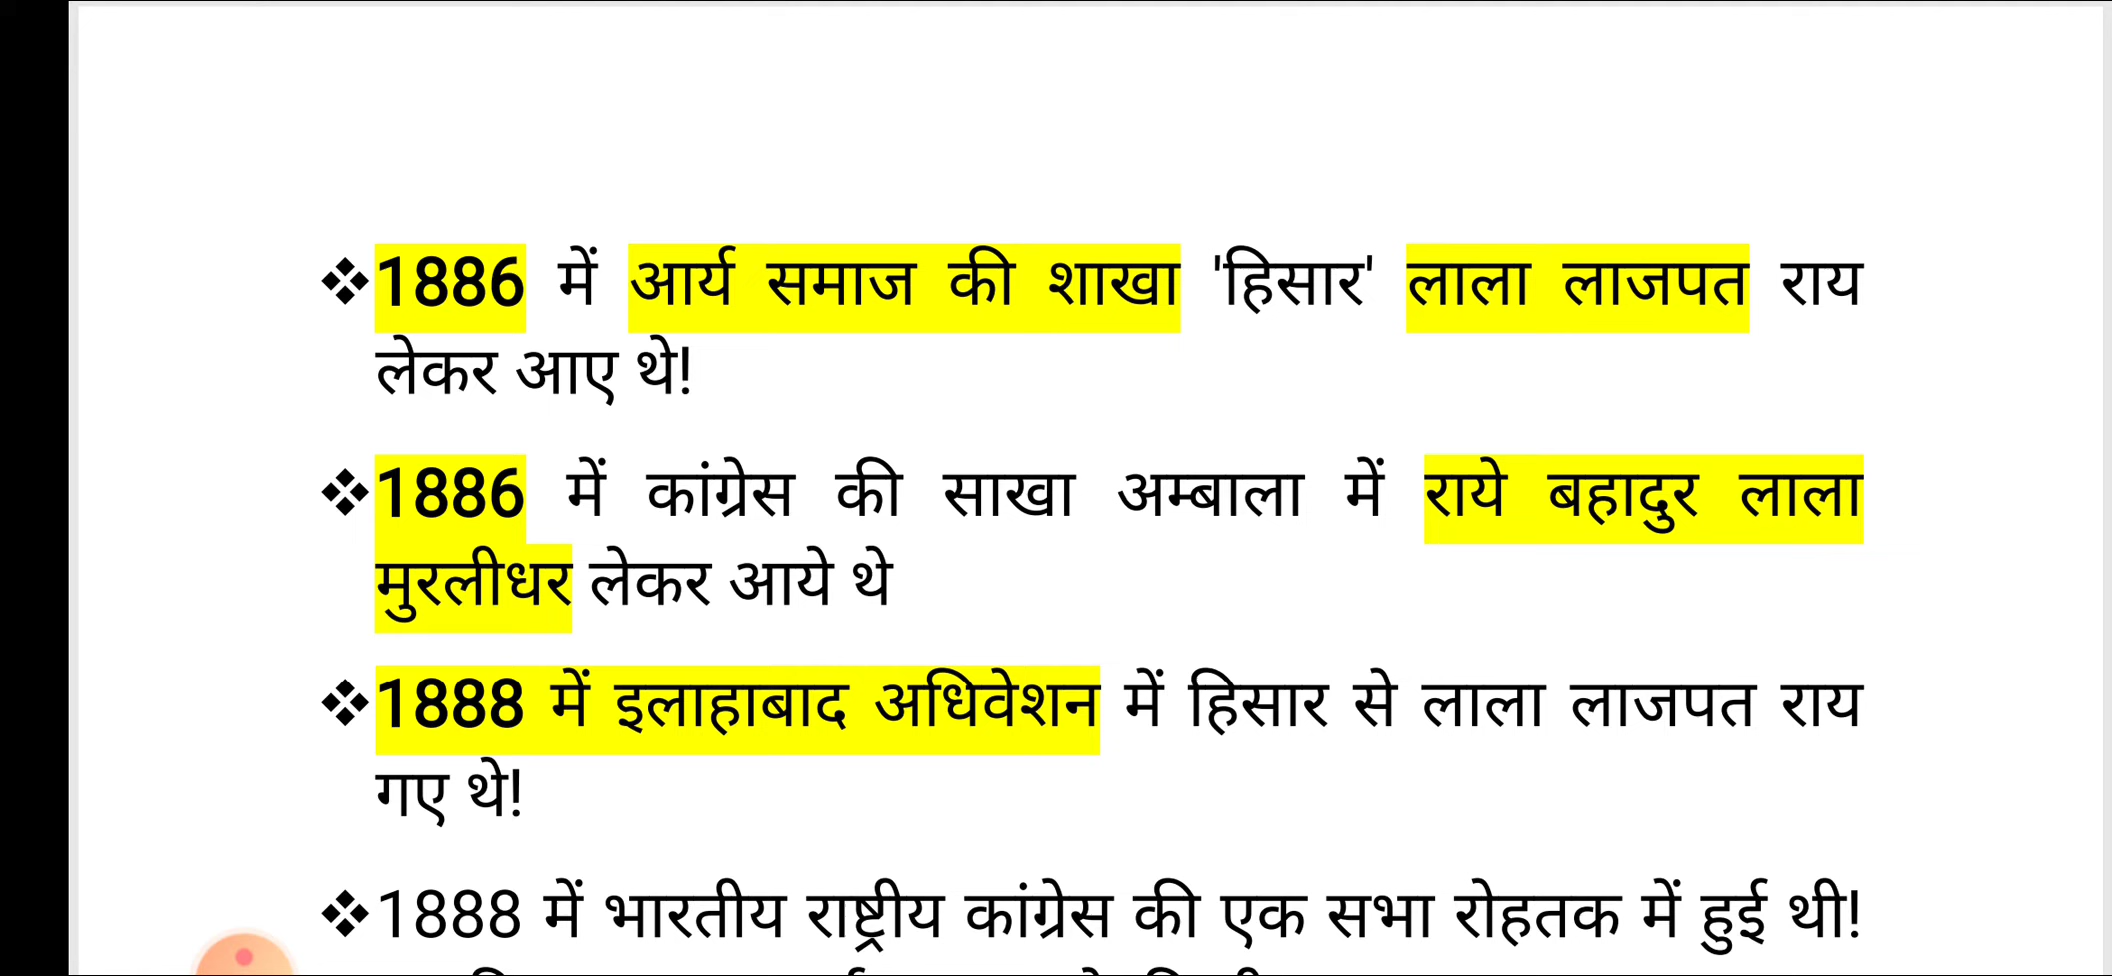 ❖1886 में आर्य समाज की शाखा 'हिसार' लाला लाजपत राय
लेकर आए थे!
❖1886 में कांग्रेस की साखा अम्बाला में राये बहादुर लाला
मुरलीधर लेकर आये थे
❖1888 में इलाहाबाद अधिवेशन में हिसार से लाला लाजपत राय
गए थे!
❖1888 में भारतीय राष्ट्रीय कांग्रेस की एक सभा रोहतक में हुई थी!